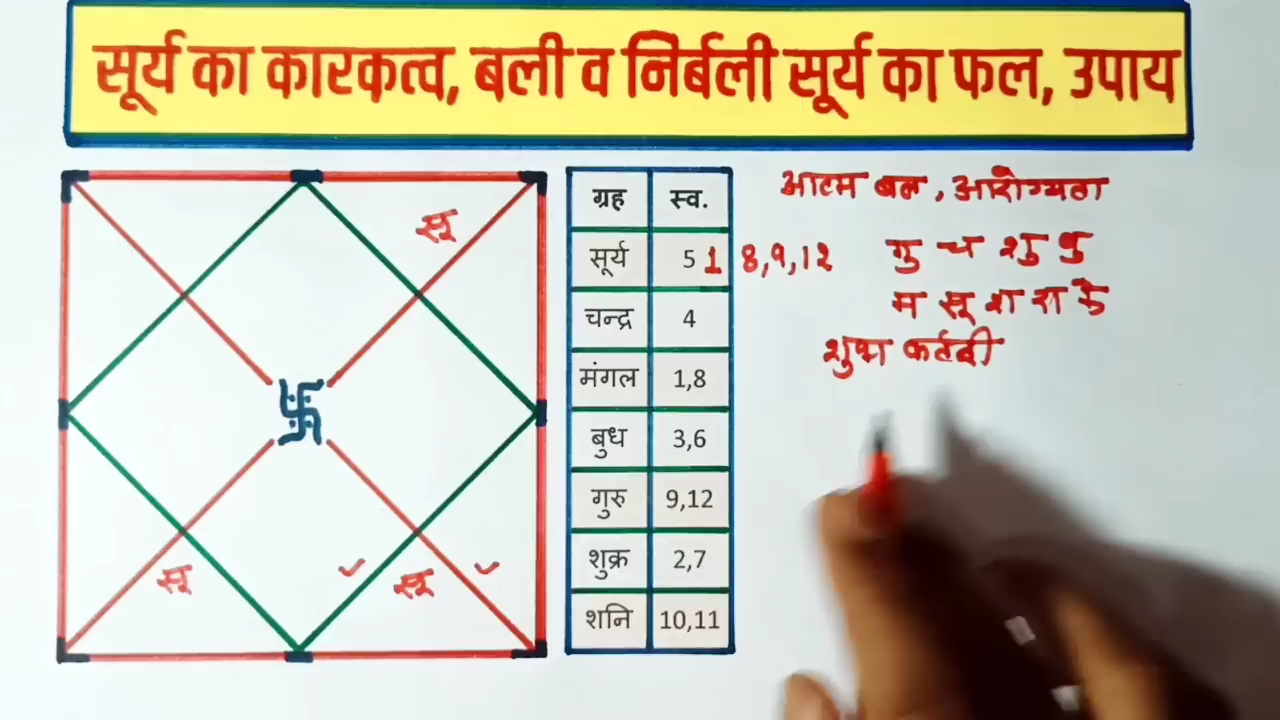 सूर्य का कारकत्व, बली व निर्बली सूर्य का फल, उपाय
सू
सू
सू
ग्रह स्व.
सूर्य 5 1 8,9,12
चन्द्र 4
मंगल 1,8
बुध 3,6
गुरु 9,12
शुक्र 2,7
शनि 10,11
आत्म बल, आरोग्यता
गु च शु बु
म सू श रा के
शुभ कर्तरी